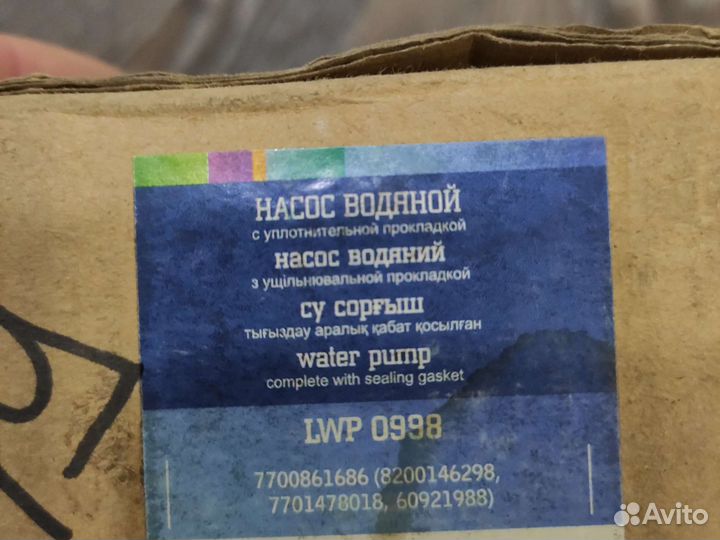 НАСОС ВОДЯНОЙ
с уплотнительной прокладкой
насос водяний
з ущільнювальной прокладкой
су сорғыш
тығыздау аралық қабат қосылған
water pump
complete with sealing gasket
LWP 0998
7700861686 (8200146298,
7701478018, 60921988)
Avito